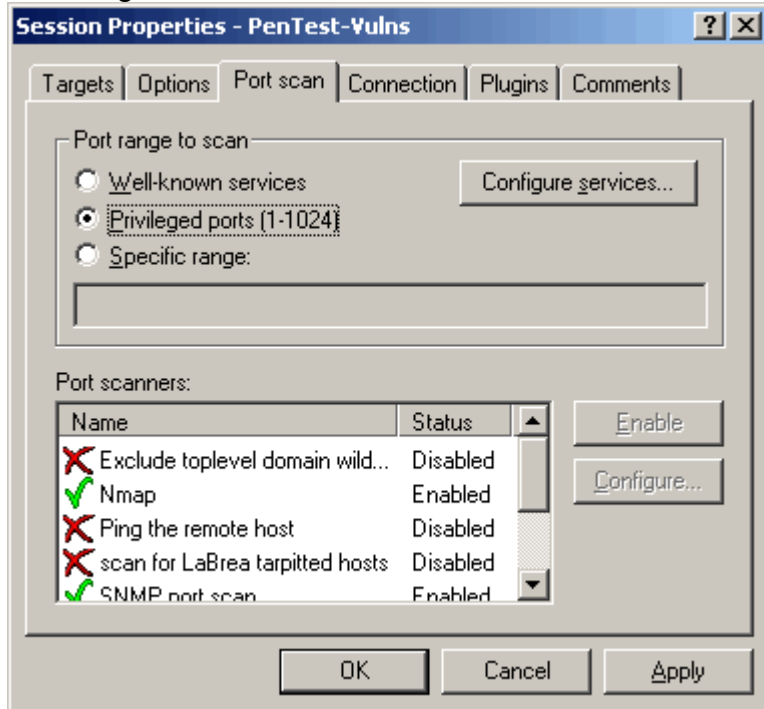 Session Properties - PenTest-Vulns
Targets Options Port scan Connection Plugins Comments
Port range to scan
Well-known services
Configure services...
Privileged ports (1-1024)
Specific range:
Port scanners:
Name Status
Exclude toplevel domain wild... Disabled
Nmap Enabled
Ping the remote host Disabled
scan for LaBrea tarpitted hosts Disabled
SNMP port scan Enabled
Enable
Configure...
OK Cancel Apply